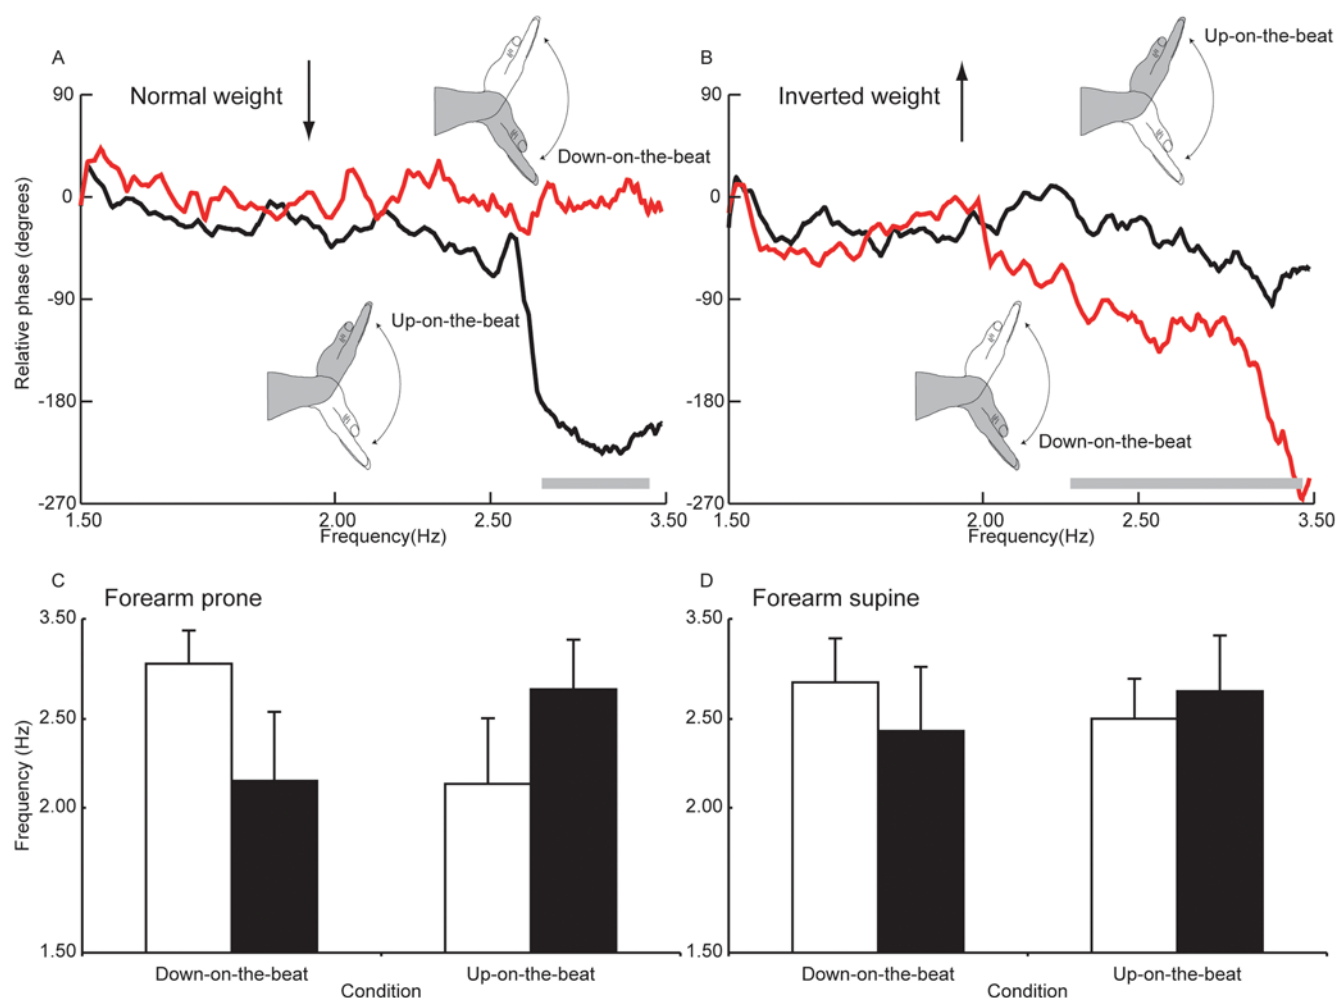 A
Normal weight
Down-on-the-beat
Up-on-the-beat
Relative phase (degrees)
90
0
-90
-180
-270
1.50
2.00
2.50
3.50
Frequency(Hz)
B
Inverted weight
Up-on-the-beat
Down-on-the-beat
90
0
-90
-180
-270
1.50
2.00
2.50
3.50
Frequency(Hz)
C
Forearm prone
Frequency (Hz)
3.50
2.50
2.00
1.50
Down-on-the-beat
Up-on-the-beat
Condition
D
Forearm supine
3.50
2.50
2.00
1.50
Down-on-the-beat
Up-on-the-beat
Condition